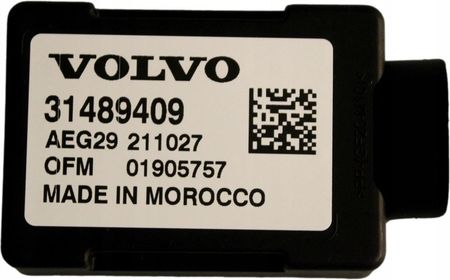 VOLVO
31489409
AEG29 211027
OFM 01905757
MADE IN MOROCCO